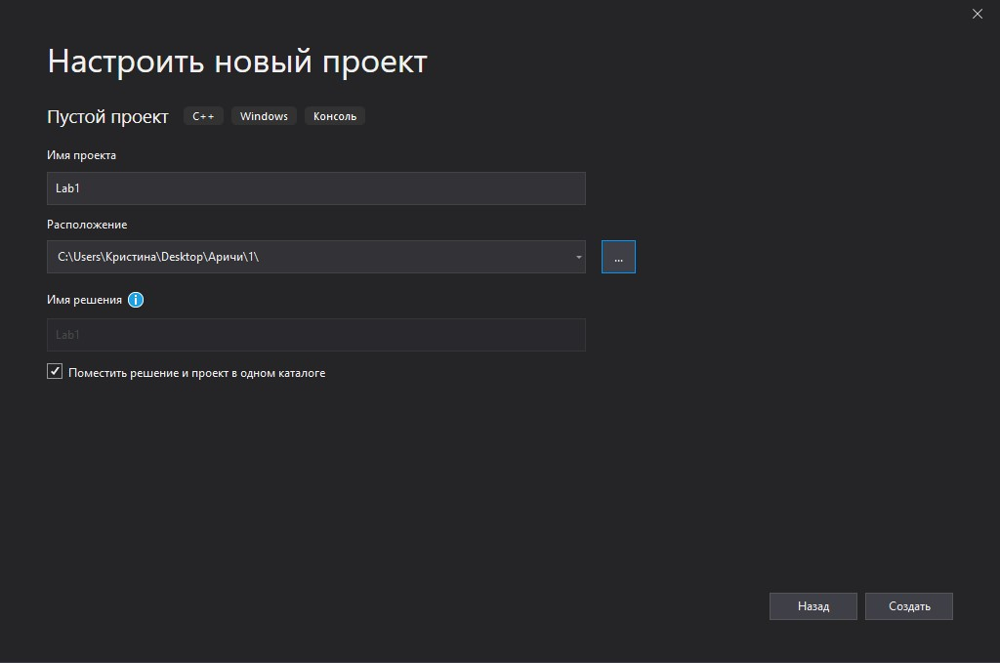 Настроить новый проект
Пустой проект C++ Windows Консоль
Имя проекта
Lab1
Расположение
C:\Users\Кристина\Desktop\Аричи\1\
...
Имя решения
Lab1
Поместить решение и проект в одном каталоге
Назад Создать